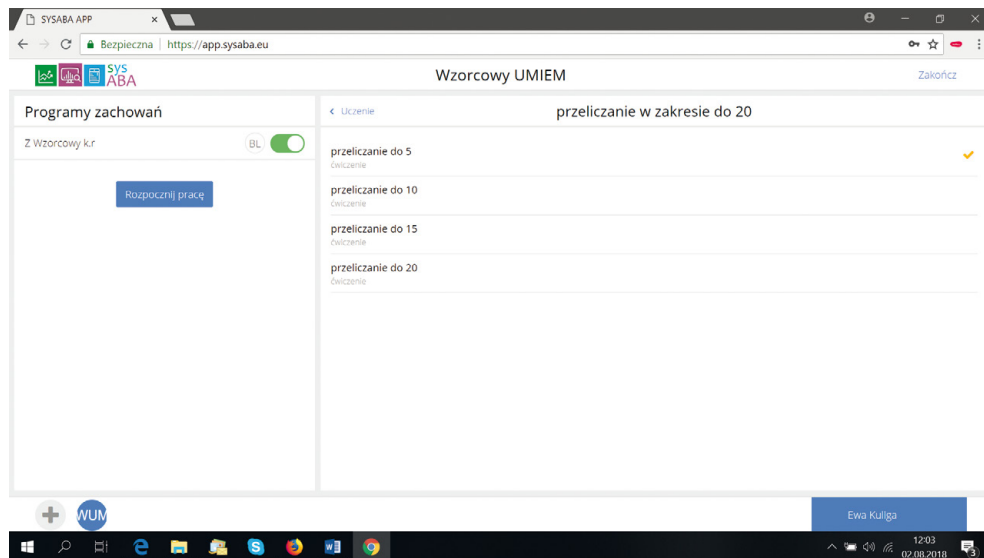 SYSABA APP
Bezpieczna https://app.sysaba.eu
sys
ABA
Wzorcowy UMIEM
Zakończ
Programy zachowań
Z Wzorcowy k.r
BL
Rozpocznij pracę
Uczenie
przeliczanie w zakresie do 20
przeliczanie do 5
ćwiczenie
przeliczanie do 10
ćwiczenie
przeliczanie do 15
ćwiczenie
przeliczanie do 20
ćwiczenie
WUM
Ewa Kuliga
12:03
02.08.2018
3